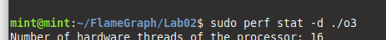 mint@mint:~/FlameGraph/Lab02$ sudo perf stat -d ./o3
Number of hardware threads of the processor: 16